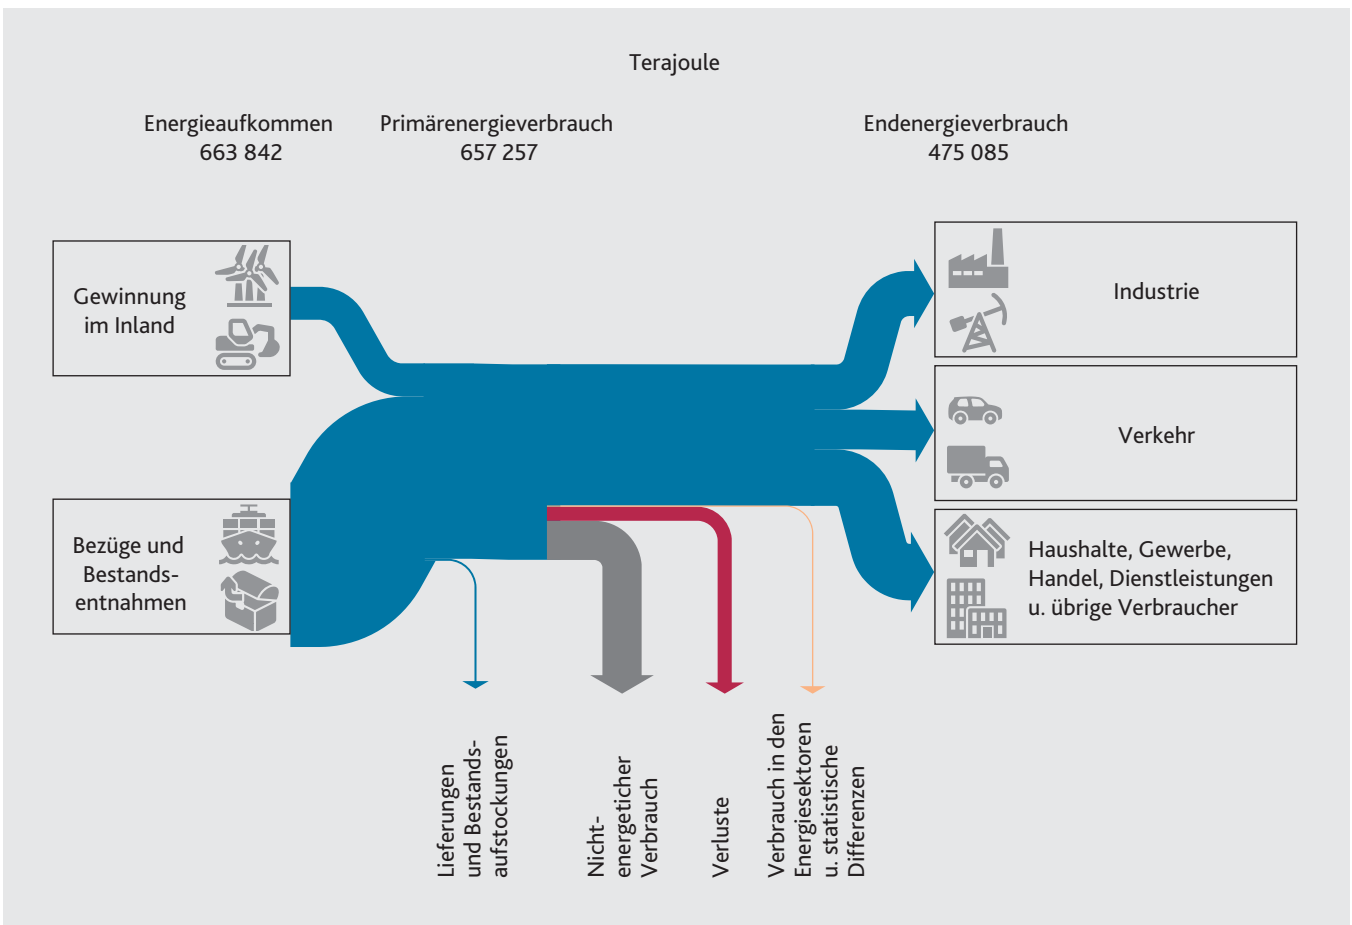 Terajoule
Energieaufkommen
663 842
Primärenergieverbrauch
657 257
Endenergieverbrauch
475 085
Gewinnung
im Inland
Bezüge und
Bestands-
entnahmen
Industrie
Verkehr
Haushalte, Gewerbe,
Handel, Dienstleistungen
u. übrige Verbraucher
Lieferungen
und Bestands-
aufstockungen
Nicht-
energeticher
Verbrauch
Verluste
Verbrauch in den
Energiesektoren
u. statistische
Differenzen